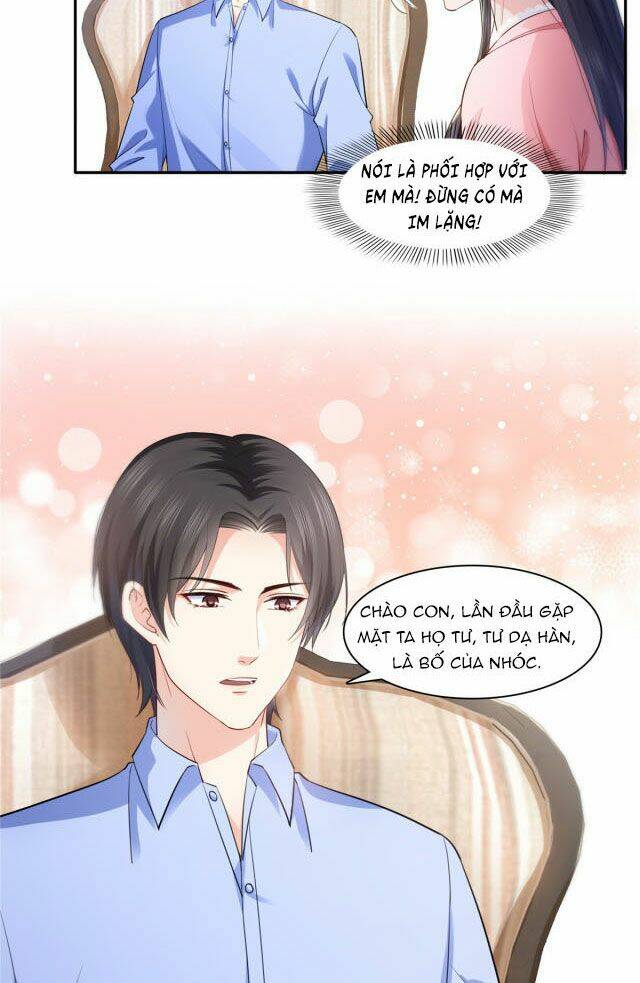 NÓI LÀ PHỐI HỢP VỚI
EM MÀ! ĐỪNG CÓ MÀ
IM LẶNG!
CHÀO CON, LẦN ĐẦU GẶP
MẶT TA HỌ TƯ, TƯ DẠ HÀN,
LÀ BỐ CỦA NHÓC.